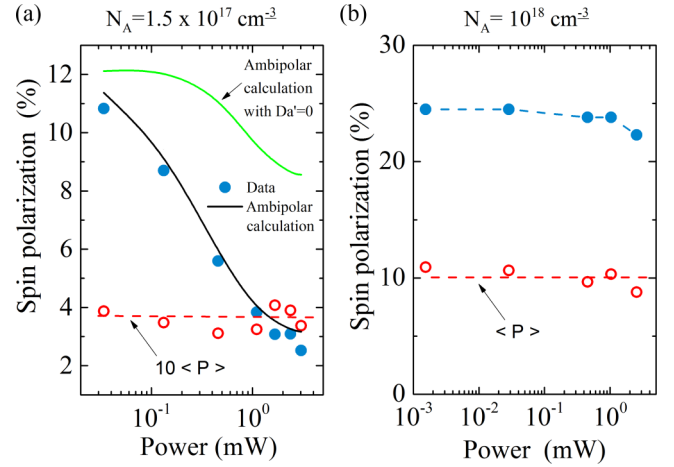 (a)
N_A=1.5 x 10^17 cm^-3
Spin polarization (%)
12
10
8
6
4
2
Ambipolar
calculation
with Da'=0
Data
Ambipolar
calculation
10 < P >
10^-1
10^0
Power (mW)
(b)
N_A= 10^18 cm^-3
Spin polarization (%)
30
20
10
0
< P >
10^-3
10^-2
10^-1
10^0
Power (mW)